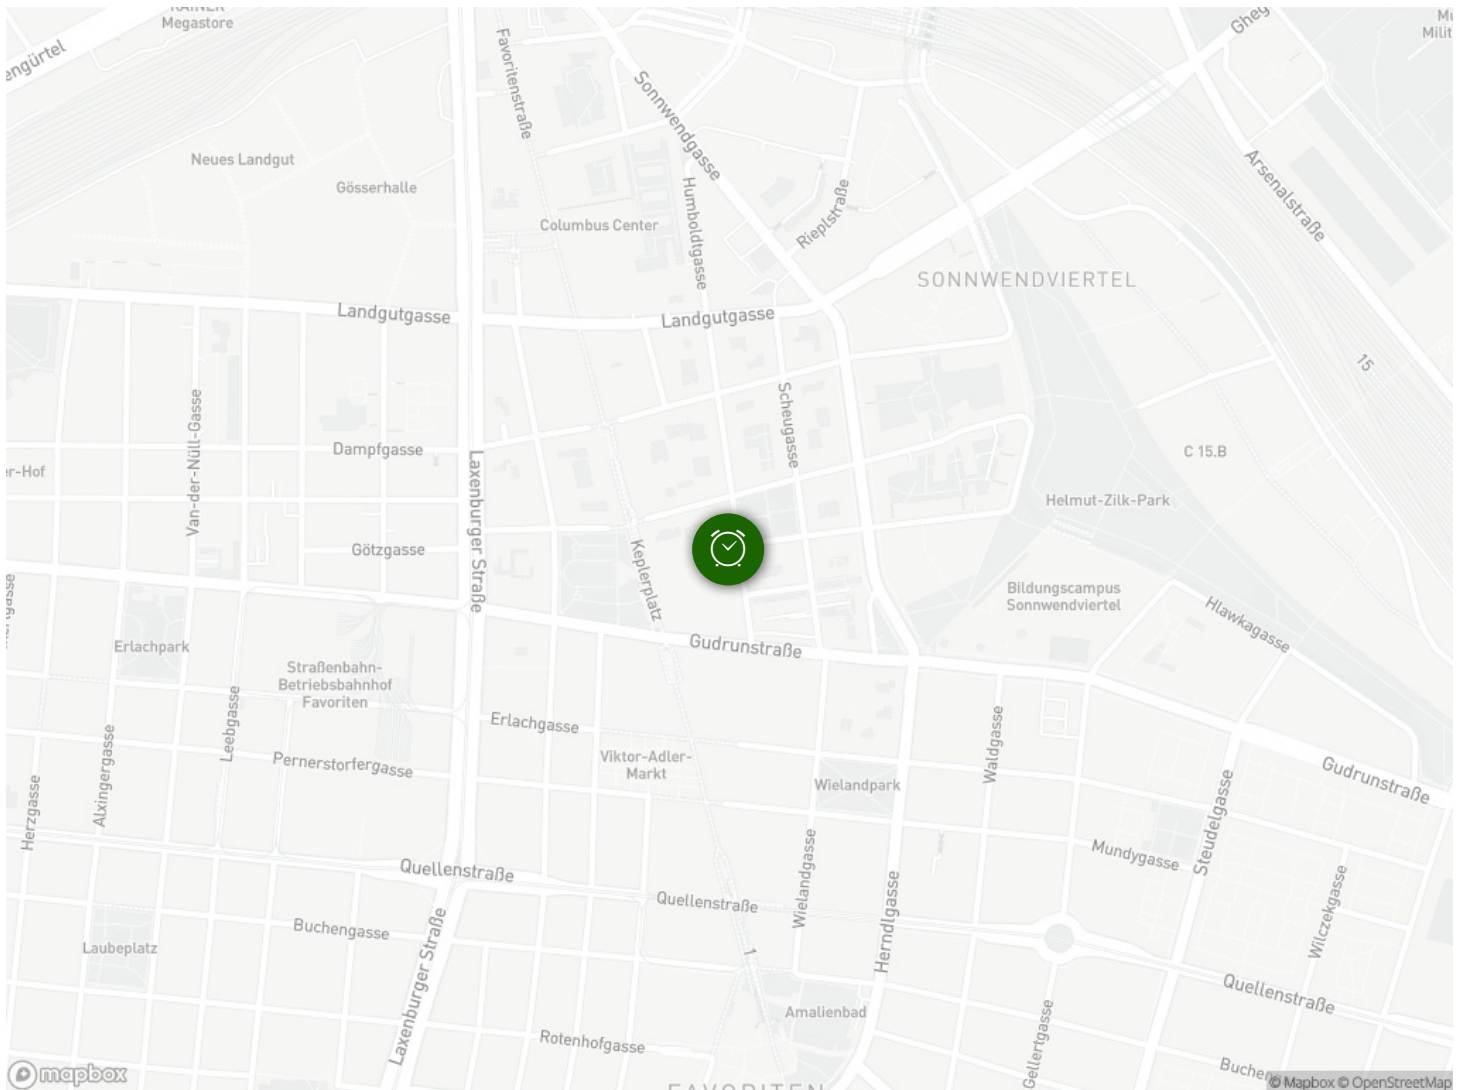 Megastore
Favoritenstraße
Sonnwendgasse
Neues Landgut
Gösserhalle
Columbus Center
Humboldtgasse
Rieplstraße
Arsenalstraße
SONNWENDVIERTEL
Landgutgasse
Landgutgasse
15
Scheugasse
Van-der-Nüll-Gasse
Dampfgasse
er-Hof
Laxenburger Straße
C 15.B
Helmut-Zilk-Park
Götzgasse
Keplerplatz
Bildungscampus
Sonnwendviertel
Hlawkagasse
Erlachpark
Gudrunstraße
Straßenbahn-
Betriebsbahnhof
Favoriten
Leebgasse
Erlachgasse
Waldgasse
Alxingergasse
Pernerstorfergasse
Viktor-Adler-
Markt
Wielandpark
Gudrunstraße
Herzgasse
Steudelgasse
Mundygasse
Quellenstraße
Quellenstraße
Wielandgasse
Herndlgasse
Wilczekgasse
Buchengasse
Laubeplatz
1
Laxenburger Straße
Quellenstraße
Amalienbad
Rotenhofgasse
Gellertgasse
mapbox
© Mapbox © OpenStreetMap